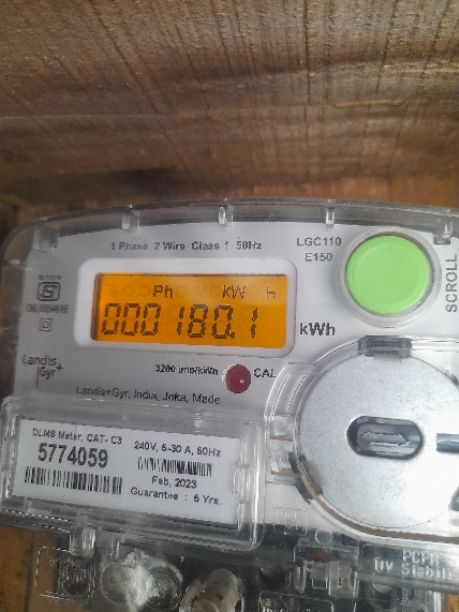 1 Phase 2 Wire Class 1 50Hz
LGC110
E150
SCROLL
Ph kW h
000180.1
kWh
3200 imp/kWh
CAL
Landis+
Gyr
Landis+Gyr, India, Joka, Made
DLMS Meter, CAT- C3
5774059
240V, 5-30 A, 50Hz
Feb, 2023
Guarantee : 5 Yrs.